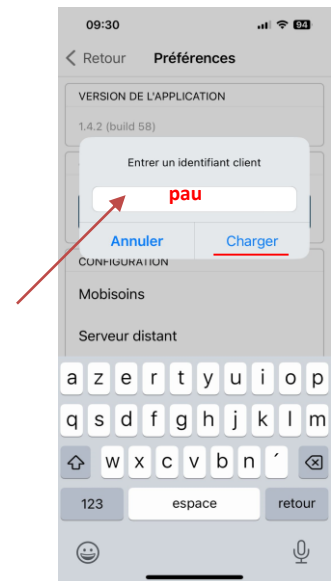 09:30 94
Retour Préférences
VERSION DE L'APPLICATION
1.4.2 (build 58)
Entrer un identifiant client
pau
Annuler Charger
CONFIGURATION
Mobisoins
Serveur distant
a z e r t y u i o p
q s d f g h j k l m
w x c v b n ´
123 espace retour